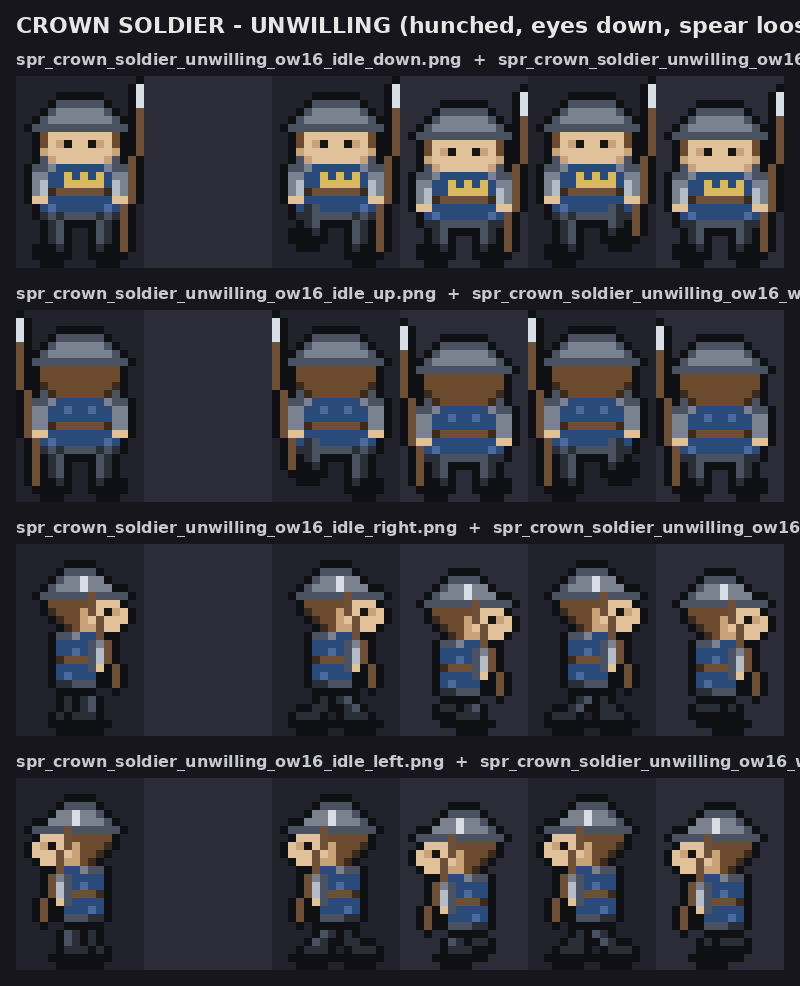 CROWN SOLDIER - UNWILLING (hunched, eyes down, spear loos
spr_crown_soldier_unwilling_ow16_idle_down.png + spr_crown_soldier_unwilling_ow16
spr_crown_soldier_unwilling_ow16_idle_up.png + spr_crown_soldier_unwilling_ow16_w
spr_crown_soldier_unwilling_ow16_idle_right.png + spr_crown_soldier_unwilling_ow16
spr_crown_soldier_unwilling_ow16_idle_left.png + spr_crown_soldier_unwilling_ow16_w